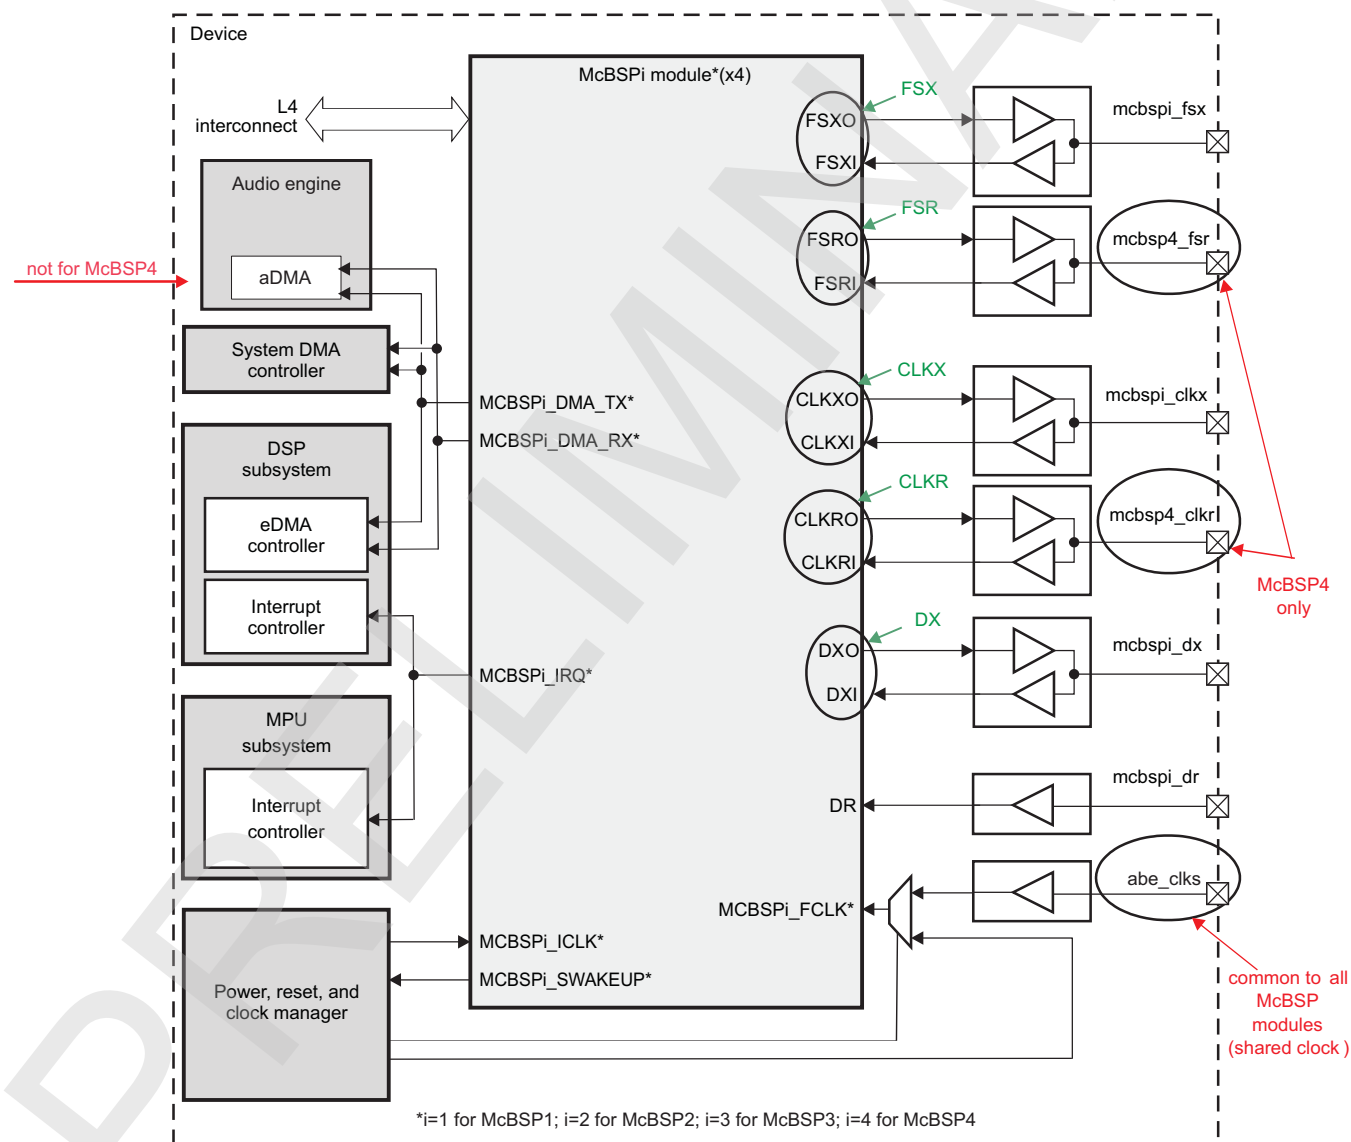 Device
McBSPi module*(x4)
L4
interconnect
Audio engine
aDMA
not for McBSP4
System DMA
controller
DSP
subsystem
eDMA
controller
Interrupt
controller
MPU
subsystem
Interrupt
controller
Power, reset, and
clock manager
MCBSPi_DMA_TX*
MCBSPi_DMA_RX*
MCBSPi_IRQ*
MCBSPi_ICLK*
MCBSPi_SWAKEUP*
FSX
FSXO
FSXI
mcbspi_fsx
FSR
FSRO
FSRI
mcbsp4_fsr
CLKX
CLKXO
CLKXI
mcbspi_clkx
CLKR
CLKRO
CLKRI
mcbsp4_clkr
McBSP4
only
DX
DXO
DXI
mcbspi_dx
DR
mcbspi_dr
MCBSPi_FCLK*
abe_clks
common to all
McBSP
modules
(shared clock )
*i=1 for McBSP1; i=2 for McBSP2; i=3 for McBSP3; i=4 for McBSP4
PRELIMINA